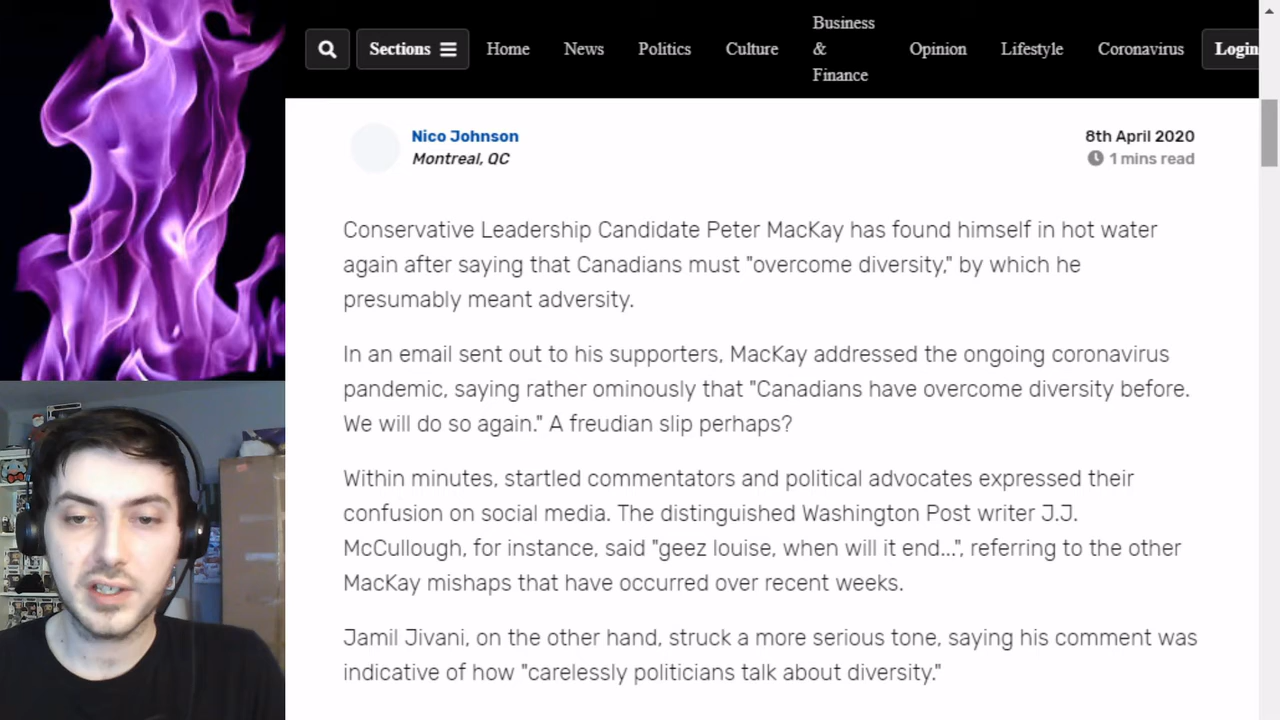 Sections
Home
News
Politics
Culture
Business
&
Finance
Opinion
Lifestyle
Coronavirus
Login
Nico Johnson
8th April 2020
Montreal, QC
1 mins read
Conservative Leadership Candidate Peter MacKay has found himself in hot water
again after saying that Canadians must "overcome diversity," by which he
presumably meant adversity.
In an email sent out to his supporters, MacKay addressed the ongoing coronavirus
pandemic, saying rather ominously that "Canadians have overcome diversity before.
We will do so again." A freudian slip perhaps?
Within minutes, startled commentators and political advocates expressed their
confusion on social media. The distinguished Washington Post writer J.J.
McCullough, for instance, said "geez louise, when will it end...", referring to the other
MacKay mishaps that have occurred over recent weeks.
Jamil Jivani, on the other hand, struck a more serious tone, saying his comment was
indicative of how "carelessly politicians talk about diversity."